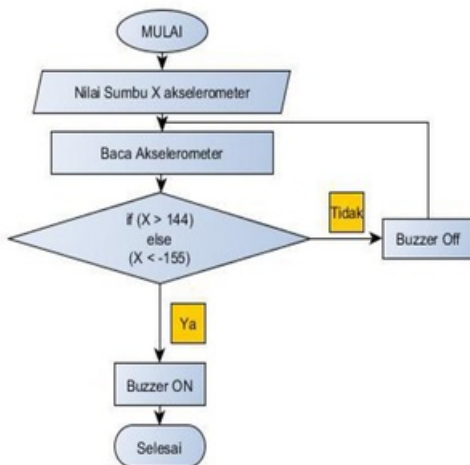 MULAI
Nilai Sumbu X akselerometer
Baca Akselerometer
if (X > 144)
else
(X < -155)
Tidak
Buzzer Off
Ya
Buzzer ON
Selesai